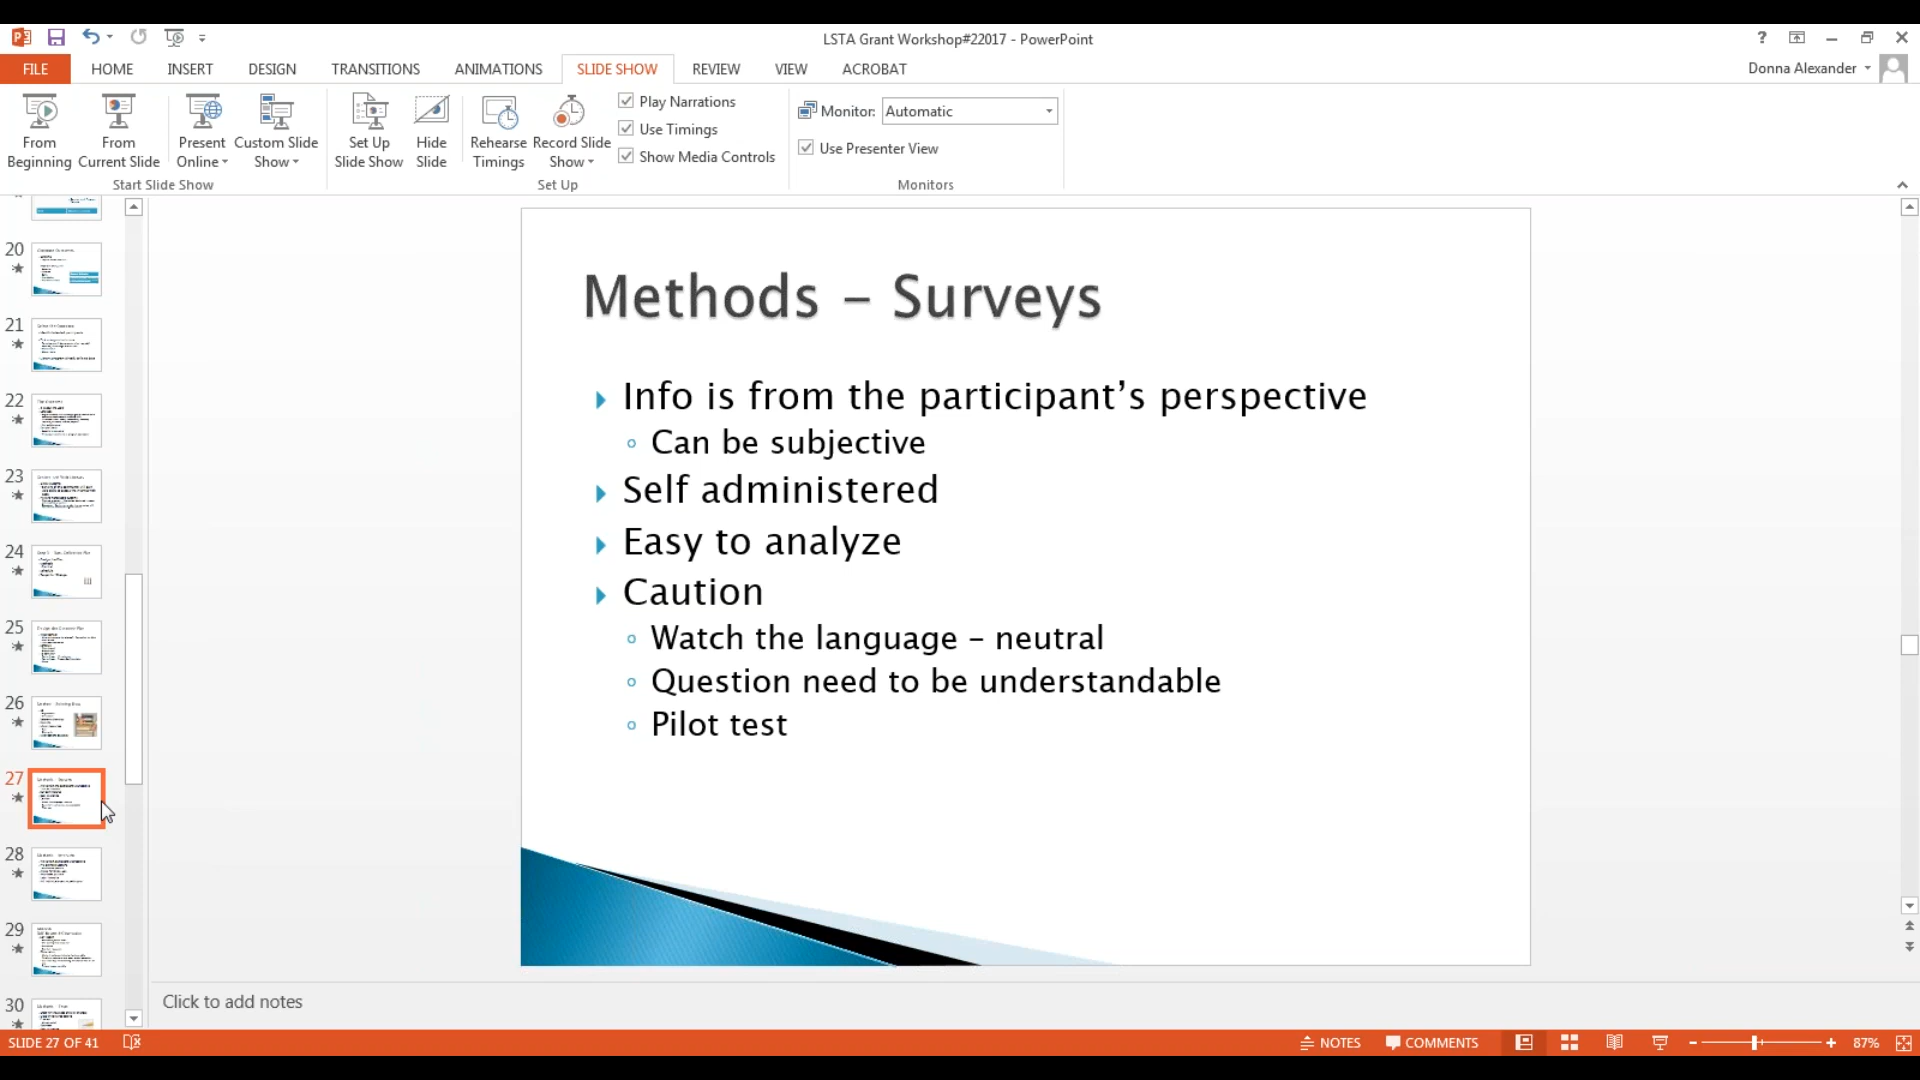 LSTA Grant Workshop#22017 - PowerPoint
?
FILE HOME INSERT DESIGN TRANSITIONS ANIMATIONS SLIDE SHOW REVIEW VIEW ACROBAT
Donna Alexander
From Beginning
From Current Slide
Present Online
Custom Slide Show
Start Slide Show
Set Up Slide Show
Hide Slide
Rehearse Timings
Record Slide Show
Play Narrations
Use Timings
Show Media Controls
Set Up
Monitor: Automatic
Use Presenter View
Monitors
20
21
22
23
24
25
26
27
28
29
30
Methods – Surveys
Info is from the participant’s perspective
Can be subjective
Self administered
Easy to analyze
Caution
Watch the language – neutral
Question need to be understandable
Pilot test
Click to add notes
SLIDE 27 OF 41
NOTES
COMMENTS
87%